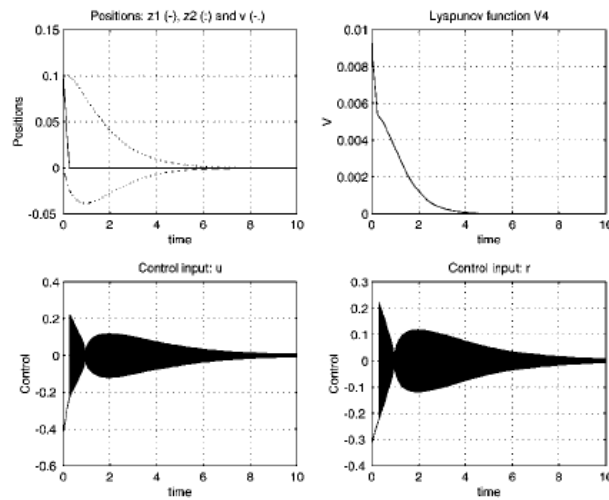 Positions: z1 (-), z2 (:) and v (-.)
Lyapunov function V4
0.15
0.1
0.05
0
-0.05
Positions
0 2 4 6 8 10
time
0.01
0.008
0.006
0.004
0.002
0
V
0 2 4 6 8 10
time
Control input: u
Control input: r
0.4
0.2
0
-0.2
-0.4
-0.6
Control
0 2 4 6 8 10
time
0.3
0.2
0.1
0
-0.1
-0.2
-0.3
-0.4
Control
0 2 4 6 8 10
time